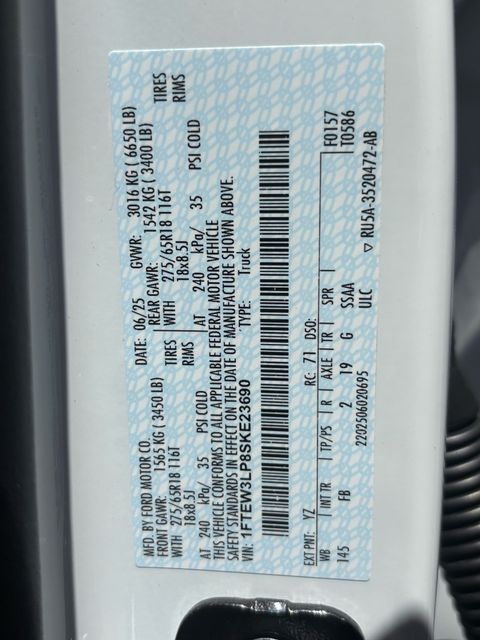 MFD. BY FORD MOTOR CO.
DATE: 06/25 GVWR: 3016 KG ( 6650 LB)
FRONT GAWR: 1565 KG ( 3450 LB) REAR GAWR: 1542 KG ( 3400 LB)
WITH 275/65R18 116T TIRES WITH 275/65R18 116T TIRES
18x8.5J RIMS 18x8.5J RIMS
AT 240 kPa/ 35 PSI COLD AT 240 kPa/ 35 PSI COLD
THIS VEHICLE CONFORMS TO ALL APPLICABLE FEDERAL MOTOR VEHICLE
SAFETY STANDARDS IN EFFECT ON THE DATE OF MANUFACTURE SHOWN ABOVE.
VIN: 1FTEW3LP8SKE23690 TYPE: Truck
EXT PNT: YZ RC: 71 DSO: F0157
WB INT TR TP/PS R AXLE TR SPR T0586
145 FB 2 19 G SSAA
2202506020695 ULC ▽ RU5A-3520472-AB